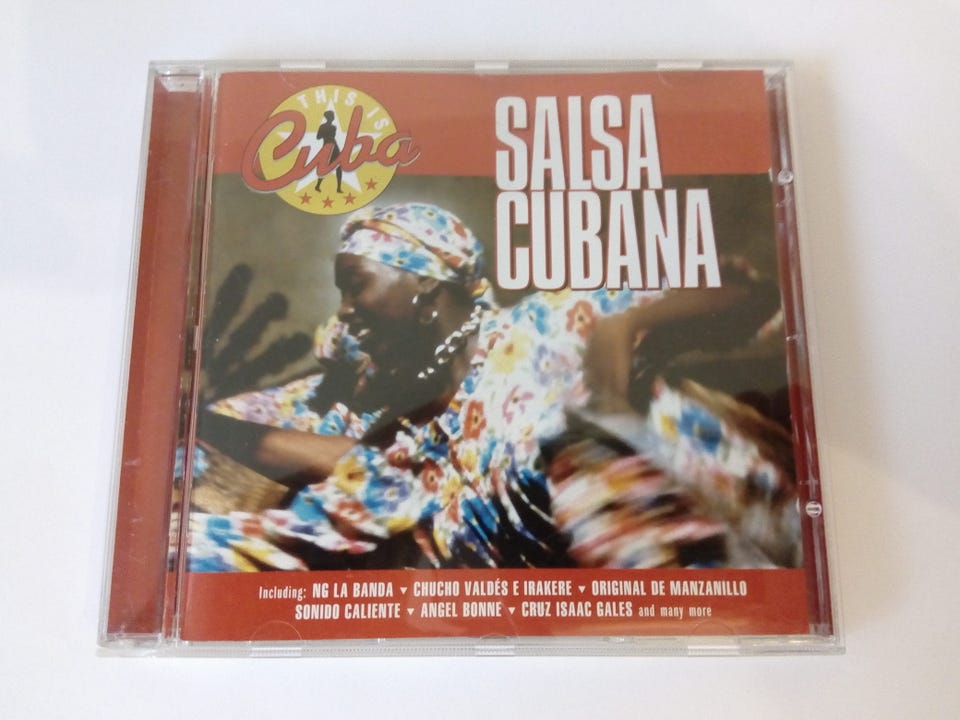 THIS IS
Cuba
SALSA
CUBANA
Including: NG LA BANDA ▾ CHUCHO VALDÉS E IRAKERE ▾ ORIGINAL DE MANZANILLO
SONIDO CALIENTE ▾ ANGEL BONNE ▾ CRUZ ISAAC GALES and many more